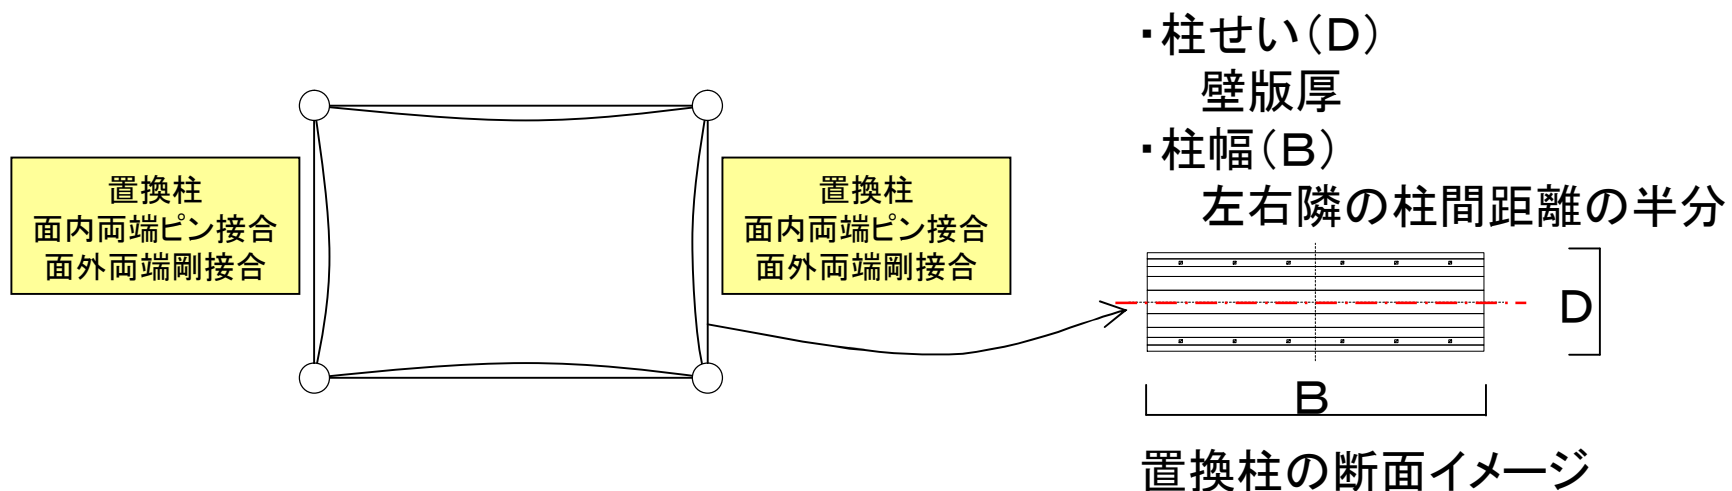 ・柱せい(D)
壁版厚
・柱幅(B)
左右隣の柱間距離の半分
置換柱
面内両端ピン接合
面外両端剛接合
置換柱
面内両端ピン接合
面外両端剛接合
D
B
置換柱の断面イメージ